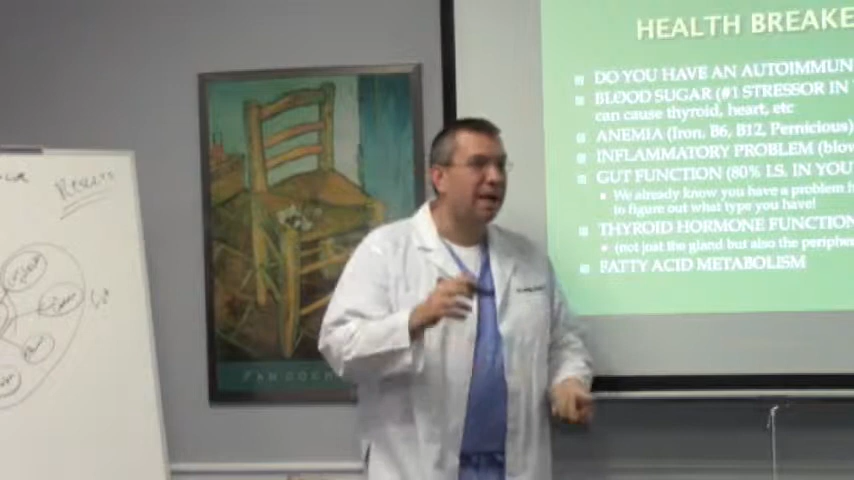 HEALTH BREAKE
DO YOU HAVE AN AUTOIMMUN
BLOOD SUGAR (#1 STRESSOR IN
can cause thyroid, heart, etc
ANEMIA (Iron, B6, B12, Pernicious)
INFLAMMATORY PROBLEM (blow
GUT FUNCTION (80% I.S. IN YOU
We already know you have a problem
to figure out what type you have!
THYROID HORMONE FUNCTION
(not just the gland but also the periphe
FATTY ACID METABOLISM
Results
VAN GOGH